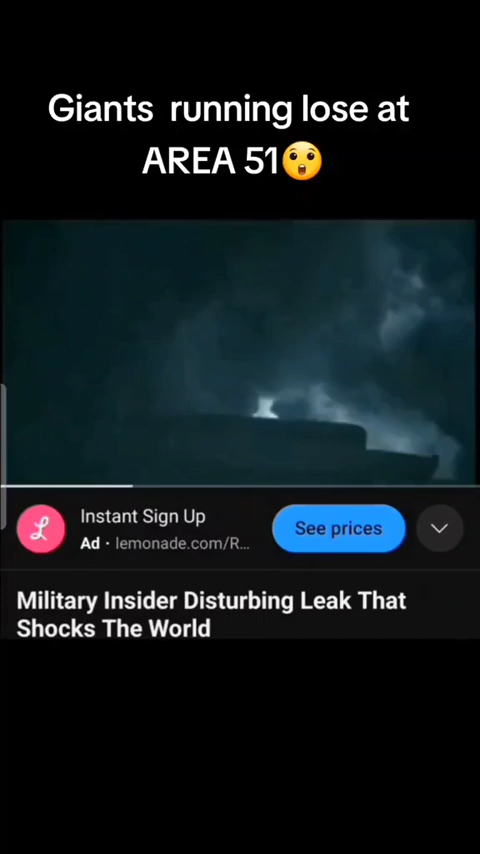 Giants running lose at
AREA 51😲
Instant Sign Up
Ad · lemonade.com/R...
See prices
Military Insider Disturbing Leak That
Shocks The World